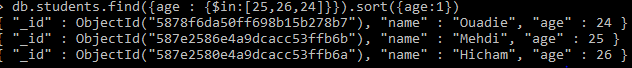 > db.students.find({age : {$in:[25,26,24]}}).sort({age:1})
{ "_id" : ObjectId("5878f6da50ff698b15b278b7"), "name" : "Ouadie", "age" : 24 }
{ "_id" : ObjectId("587e2586e4a9dcacc53ffb6b"), "name" : "Mehdi", "age" : 25 }
{ "_id" : ObjectId("587e2580e4a9dcacc53ffb6a"), "name" : "Hicham", "age" : 26 }